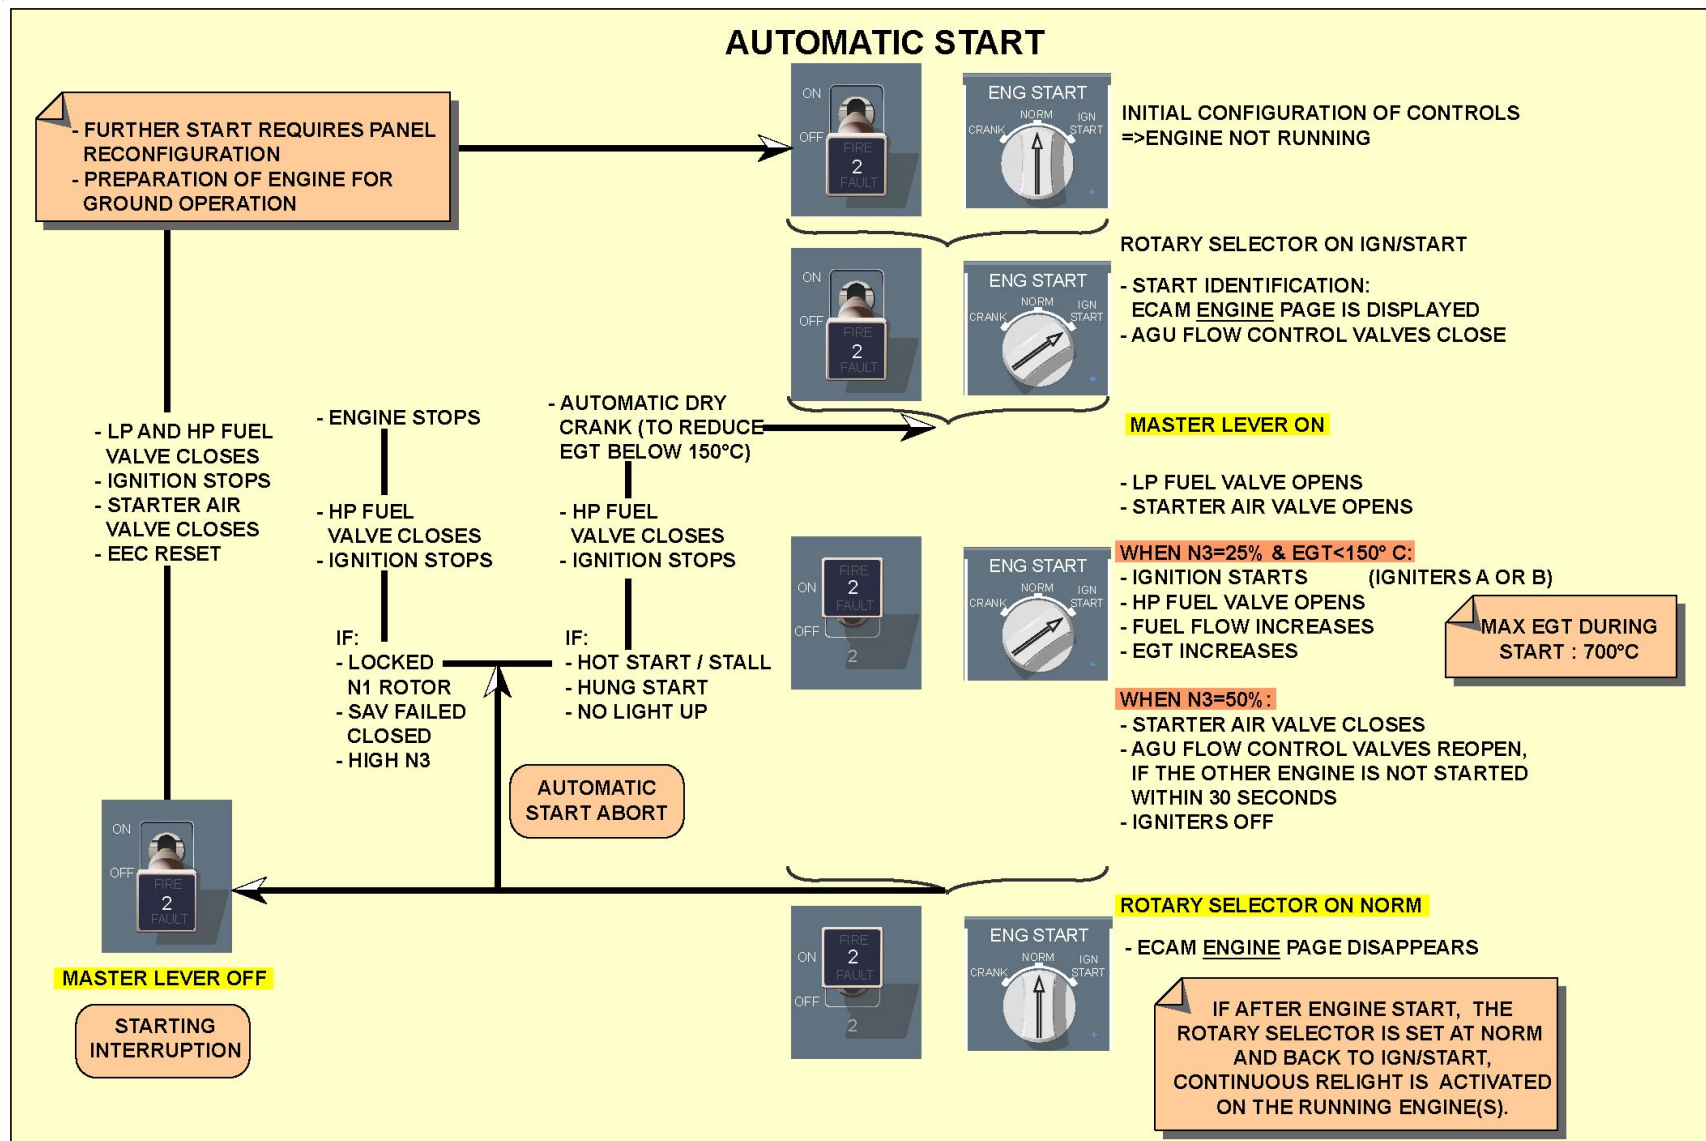 AUTOMATIC START
- FURTHER START REQUIRES PANEL
RECONFIGURATION
- PREPARATION OF ENGINE FOR
GROUND OPERATION
ON
OFF
FIRE
2
FAULT
ENG START
NORM
CRANK
IGN
START
INITIAL CONFIGURATION OF CONTROLS
=>ENGINE NOT RUNNING
ON
OFF
FIRE
2
FAULT
ENG START
NORM
CRANK
IGN
START
ROTARY SELECTOR ON IGN/START
- START IDENTIFICATION:
ECAM ENGINE PAGE IS DISPLAYED
- AGU FLOW CONTROL VALVES CLOSE
- LP AND HP FUEL
VALVE CLOSES
- IGNITION STOPS
- STARTER AIR
VALVE CLOSES
- EEC RESET
- ENGINE STOPS
- HP FUEL
VALVE CLOSES
- IGNITION STOPS
IF:
- LOCKED
N1 ROTOR
- SAV FAILED
CLOSED
- HIGH N3
- AUTOMATIC DRY
CRANK (TO REDUCE
EGT BELOW 150°C)
- HP FUEL
VALVE CLOSES
- IGNITION STOPS
IF:
- HOT START / STALL
- HUNG START
- NO LIGHT UP
AUTOMATIC
START ABORT
MASTER LEVER ON
- LP FUEL VALVE OPENS
- STARTER AIR VALVE OPENS
ON
OFF
FIRE
2
FAULT
2
ENG START
NORM
CRANK
IGN
START
WHEN N3=25% & EGT<150° C:
- IGNITION STARTS (IGNITERS A OR B)
- HP FUEL VALVE OPENS
- FUEL FLOW INCREASES
- EGT INCREASES
MAX EGT DURING
START : 700°C
WHEN N3=50%:
- STARTER AIR VALVE CLOSES
- AGU FLOW CONTROL VALVES REOPEN,
IF THE OTHER ENGINE IS NOT STARTED
WITHIN 30 SECONDS
- IGNITERS OFF
ON
OFF
FIRE
2
FAULT
MASTER LEVER OFF
STARTING
INTERRUPTION
ON
OFF
FIRE
2
FAULT
2
ENG START
NORM
CRANK
IGN
START
ROTARY SELECTOR ON NORM
- ECAM ENGINE PAGE DISAPPEARS
IF AFTER ENGINE START, THE
ROTARY SELECTOR IS SET AT NORM
AND BACK TO IGN/START,
CONTINUOUS RELIGHT IS ACTIVATED
ON THE RUNNING ENGINE(S).